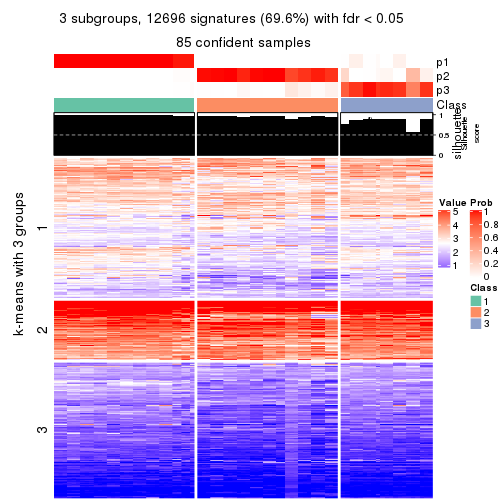 3 subgroups, 12696 signatures (69.6%) with fdr < 0.05
85 confident samples
p1
p2
p3
Class
1
0.5
0
silhouette
Silhouette
score
k-means with 3 groups
1
2
3
Value
5
4
3
2
1
Prob
1
0.8
0.6
0.4
0.2
0
Class
1
2
3